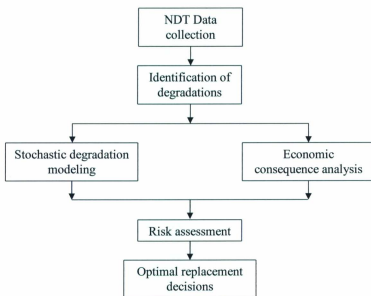 NDT Data
collection
Identification of
degradations
Stochastic degradation
modeling
Economic
consequence analysis
Risk assessment
Optimal replacement
decisions